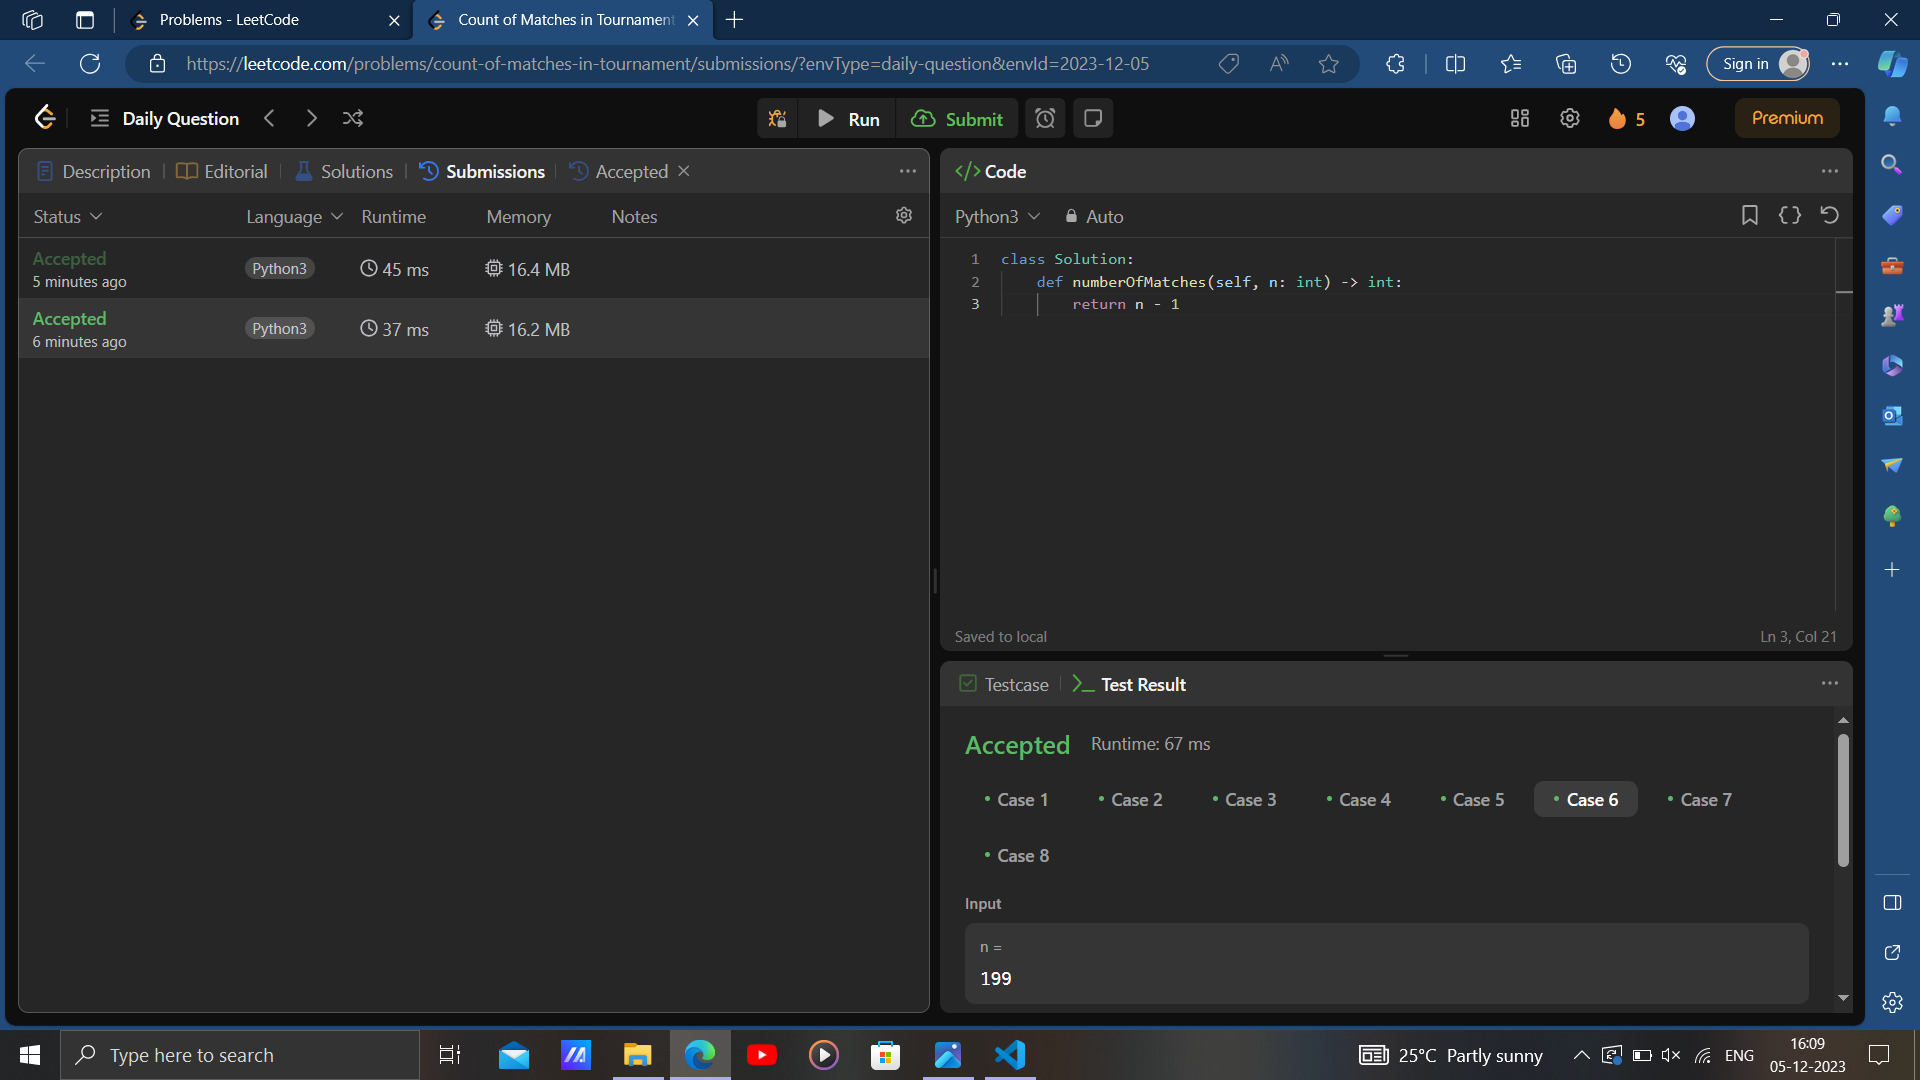 Problems - LeetCode
Count of Matches in Tournament
https://leetcode.com/problems/count-of-matches-in-tournament/submissions/?envType=daily-question&envId=2023-12-05
Sign in
Daily Question
Run
Submit
5
Premium
Description
Editorial
Solutions
Submissions
Accepted
Status
Language
Runtime
Memory
Notes
Accepted
5 minutes ago
Python3
45 ms
16.4 MB
Accepted
6 minutes ago
Python3
37 ms
16.2 MB
</> Code
Python3
Auto
1 class Solution:
2 def numberOfMatches(self, n: int) -> int:
3 return n - 1
Saved to local
Ln 3, Col 21
Testcase
Test Result
Accepted
Runtime: 67 ms
Case 1
Case 2
Case 3
Case 4
Case 5
Case 6
Case 7
Case 8
Input
n =
199
Type here to search
25°C Partly sunny
ENG
16:09
05-12-2023